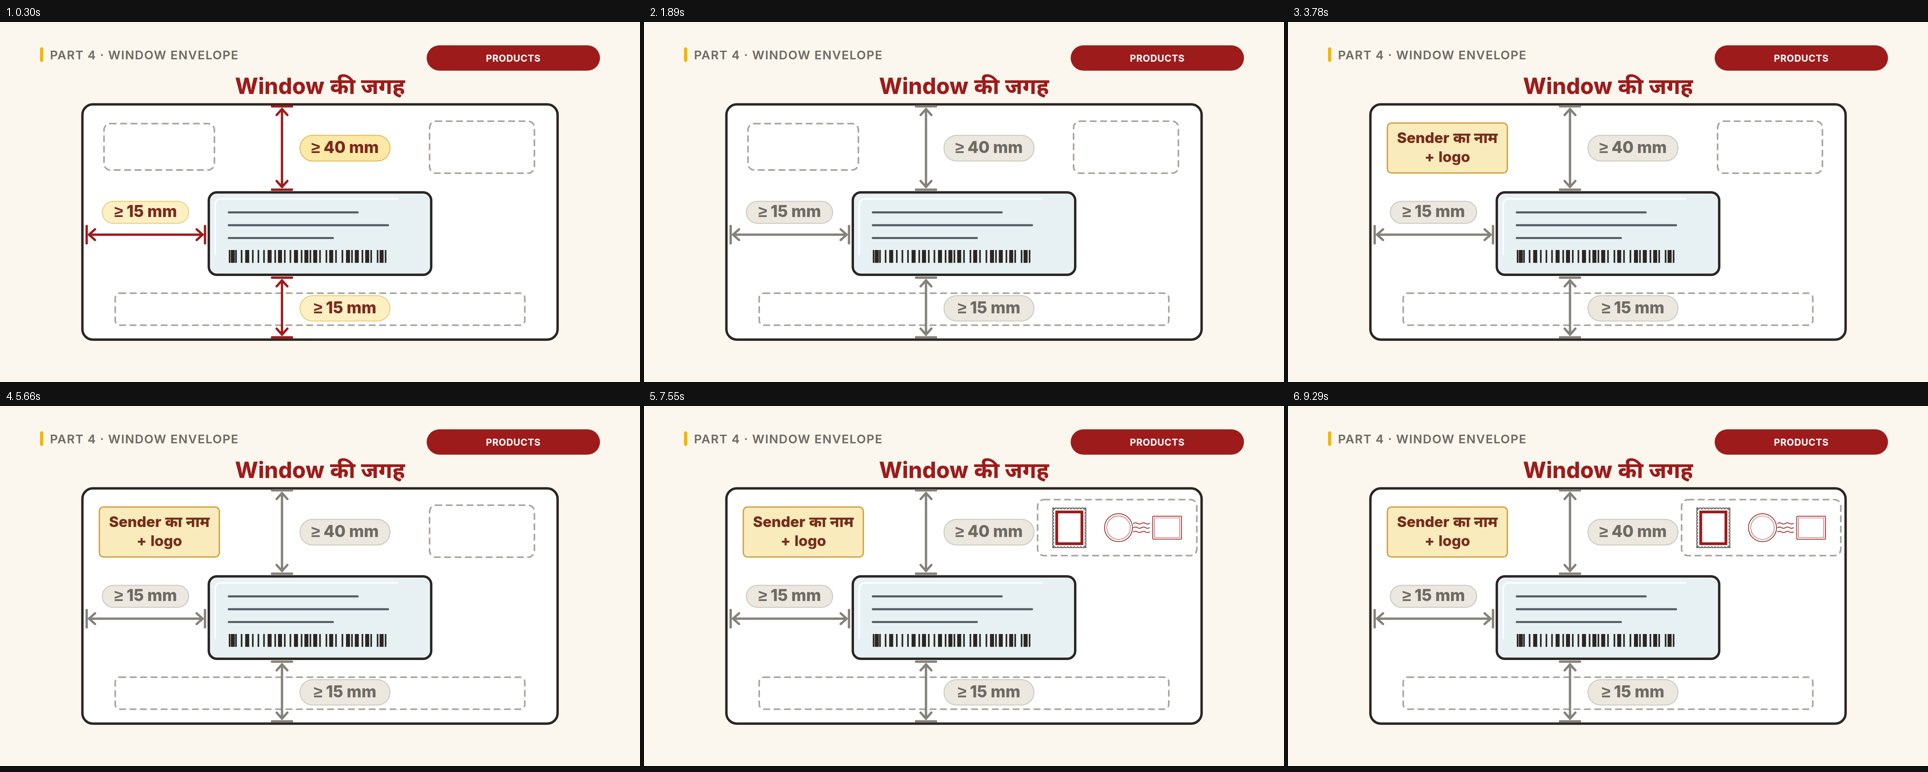 1. 0.30s
PART 4 · WINDOW ENVELOPE
PRODUCTS
Window की जगह
≥ 40 mm
≥ 15 mm
≥ 15 mm
2. 1.89s
PART 4 · WINDOW ENVELOPE
PRODUCTS
Window की जगह
≥ 40 mm
≥ 15 mm
≥ 15 mm
3. 3.78s
PART 4 · WINDOW ENVELOPE
PRODUCTS
Window की जगह
Sender का नाम
+ logo
≥ 40 mm
≥ 15 mm
≥ 15 mm
4. 5.66s
PART 4 · WINDOW ENVELOPE
PRODUCTS
Window की जगह
Sender का नाम
+ logo
≥ 40 mm
≥ 15 mm
≥ 15 mm
5. 7.55s
PART 4 · WINDOW ENVELOPE
PRODUCTS
Window की जगह
Sender का नाम
+ logo
≥ 40 mm
≥ 15 mm
≥ 15 mm
6. 9.29s
PART 4 · WINDOW ENVELOPE
PRODUCTS
Window की जगह
Sender का नाम
+ logo
≥ 40 mm
≥ 15 mm
≥ 15 mm